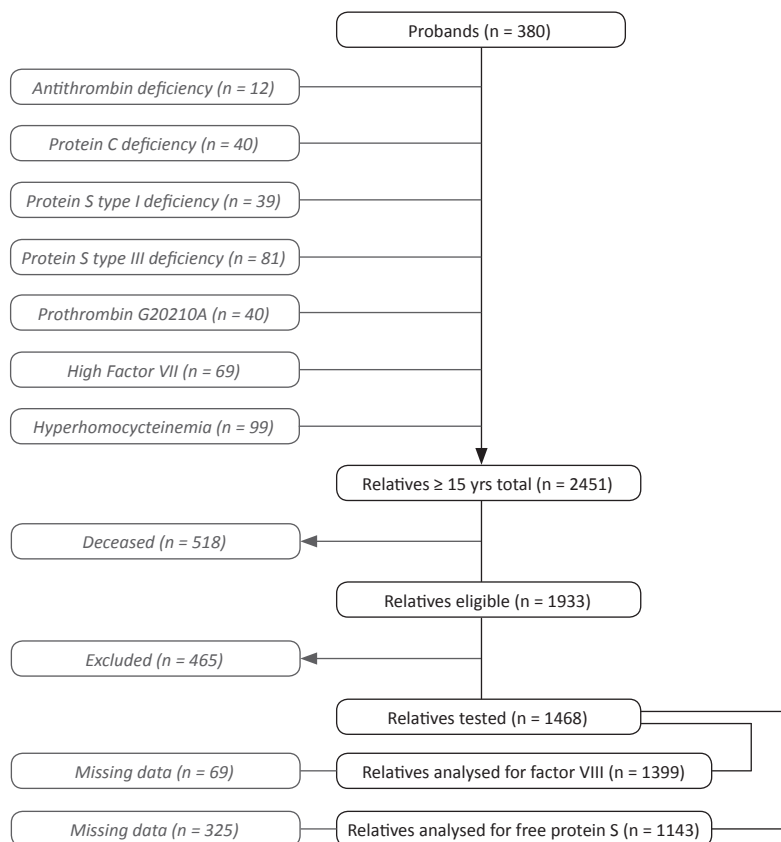 Probands (n = 380)
Antithrombin deficiency (n = 12)
Protein C deficiency (n = 40)
Protein S type I deficiency (n = 39)
Protein S type III deficiency (n = 81)
Prothrombin G20210A (n = 40)
High Factor VII (n = 69)
Hyperhomocycteinemia (n = 99)
Relatives ≥ 15 yrs total (n = 2451)
Deceased (n = 518)
Relatives eligible (n = 1933)
Excluded (n = 465)
Relatives tested (n = 1468)
Missing data (n = 69)
Relatives analysed for factor VIII (n = 1399)
Missing data (n = 325)
Relatives analysed for free protein S (n = 1143)